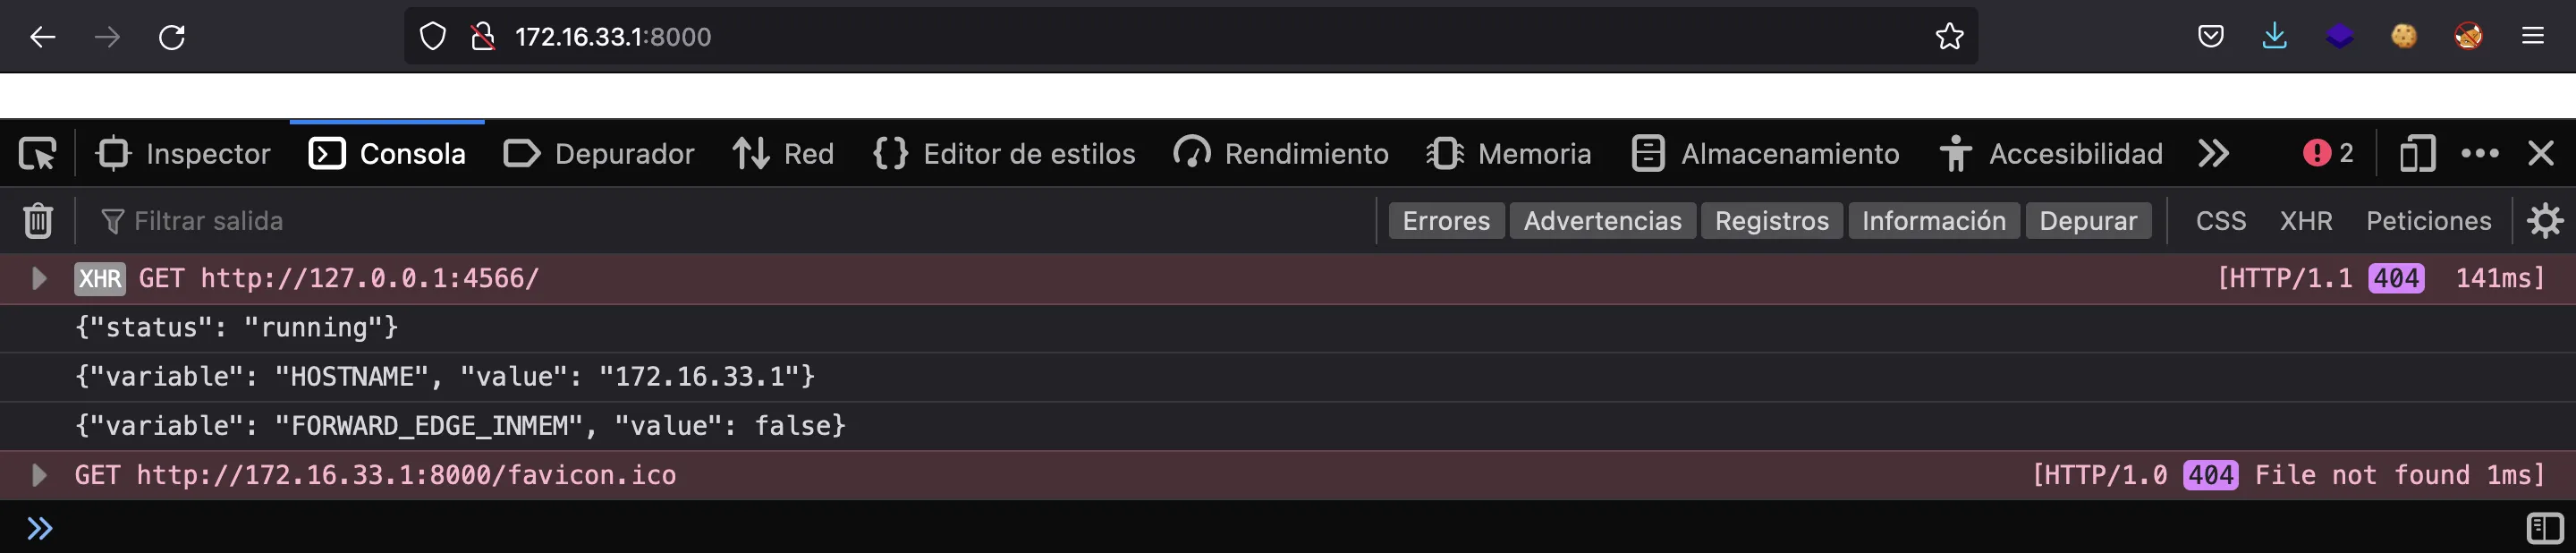 172.16.33.1:8000
Inspector Consola Depurador Red Editor de estilos Rendimiento Memoria Almacenamiento Accesibilidad 2
Filtrar salida Errores Advertencias Registros Información Depurar CSS XHR Peticiones
XHR GET http://127.0.0.1:4566/ [HTTP/1.1 404 141ms]
{"status": "running"}
{"variable": "HOSTNAME", "value": "172.16.33.1"}
{"variable": "FORWARD_EDGE_INMEM", "value": false}
GET http://172.16.33.1:8000/favicon.ico [HTTP/1.0 404 File not found 1ms]